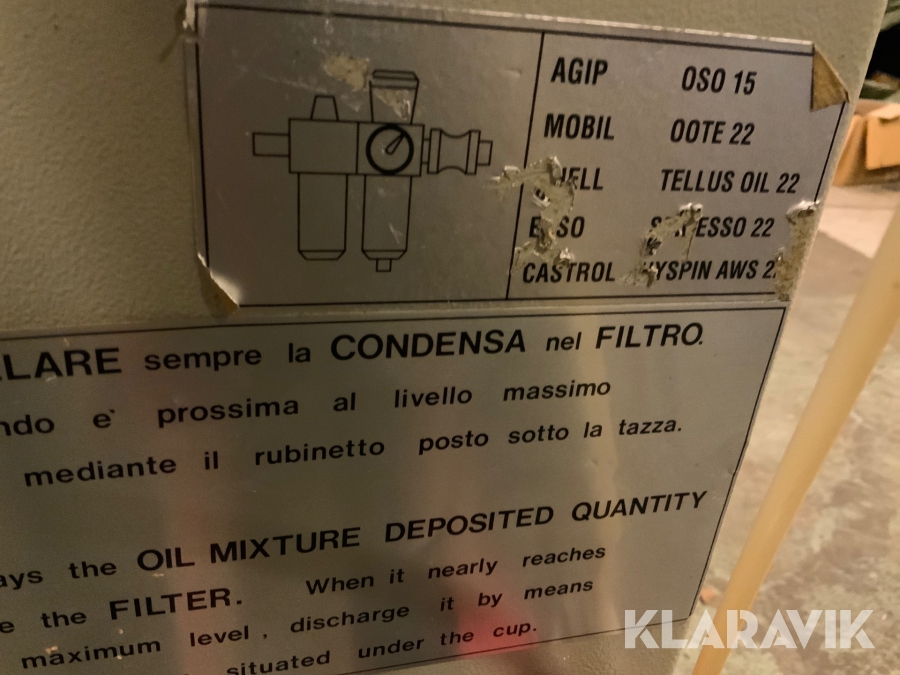 AGIP OSO 15
MOBIL OOTE 22
TELLUS OIL 22
22
CASTROL AWS
sempre la CONDENSA nel FILTRO.
e' prossima al livello massimo
mediante il rubinetto posto sotto la tazza.
the OIL MIXTURE DEPOSITED QUANTITY
the FILTER. When it nearly reaches
maximum level, discharge it by means
situated under the cup.
KLARAVIK